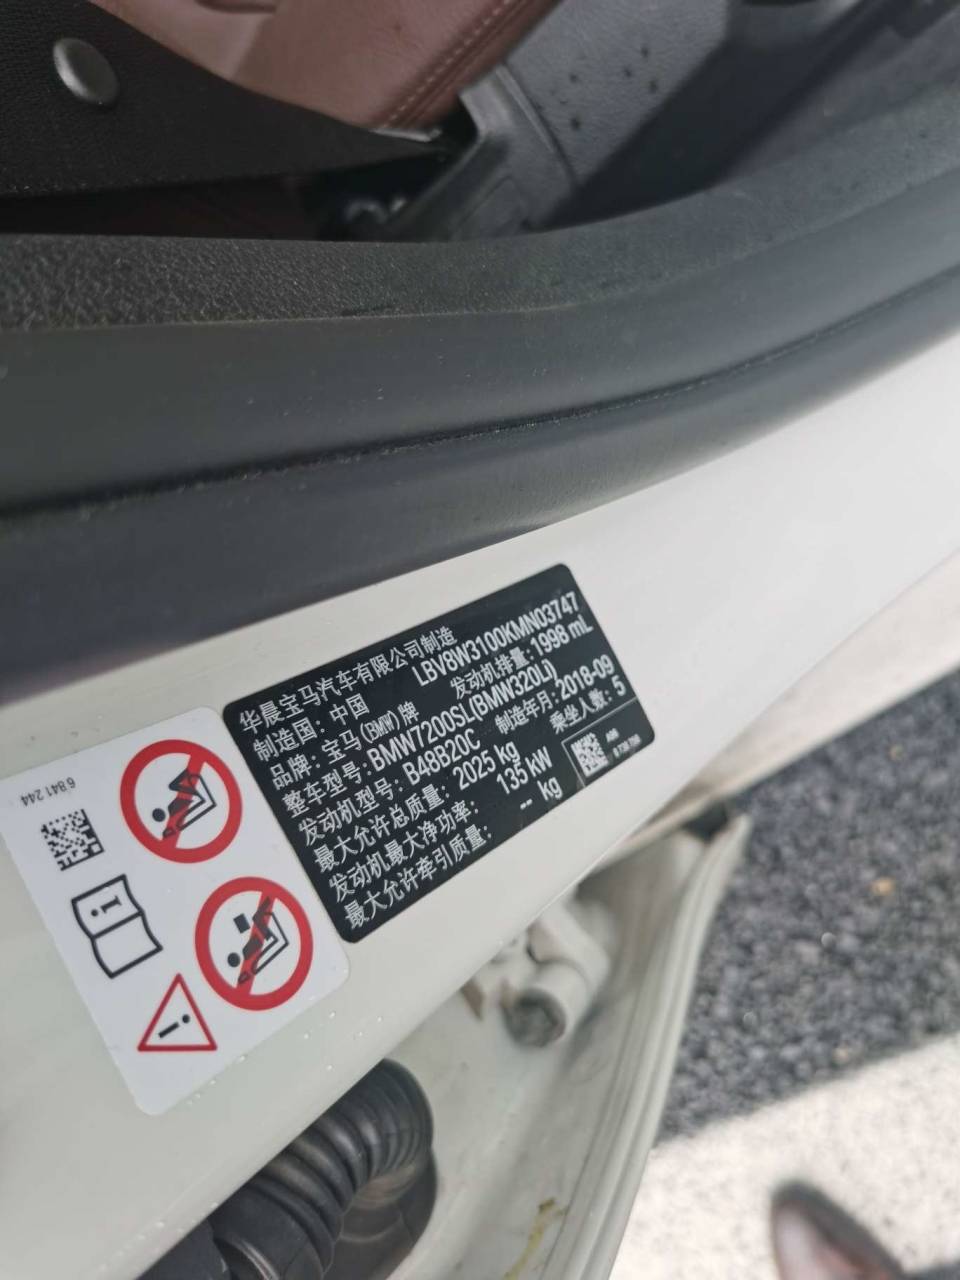 华晨宝马汽车有限公司制造
制造国：中国 LBV8W3100KMN03747
品牌：宝马(BMW)牌 发动机排量：1998 mL
整车型号：BMW7200SL(BMW320Li)
发动机型号：B48B20C 制造年月：2018-09
最大允许总质量：2025 kg 乘坐人数：5
发动机最大净功率：135 kW
最大允许牵引质量：-- kg
6 841 244